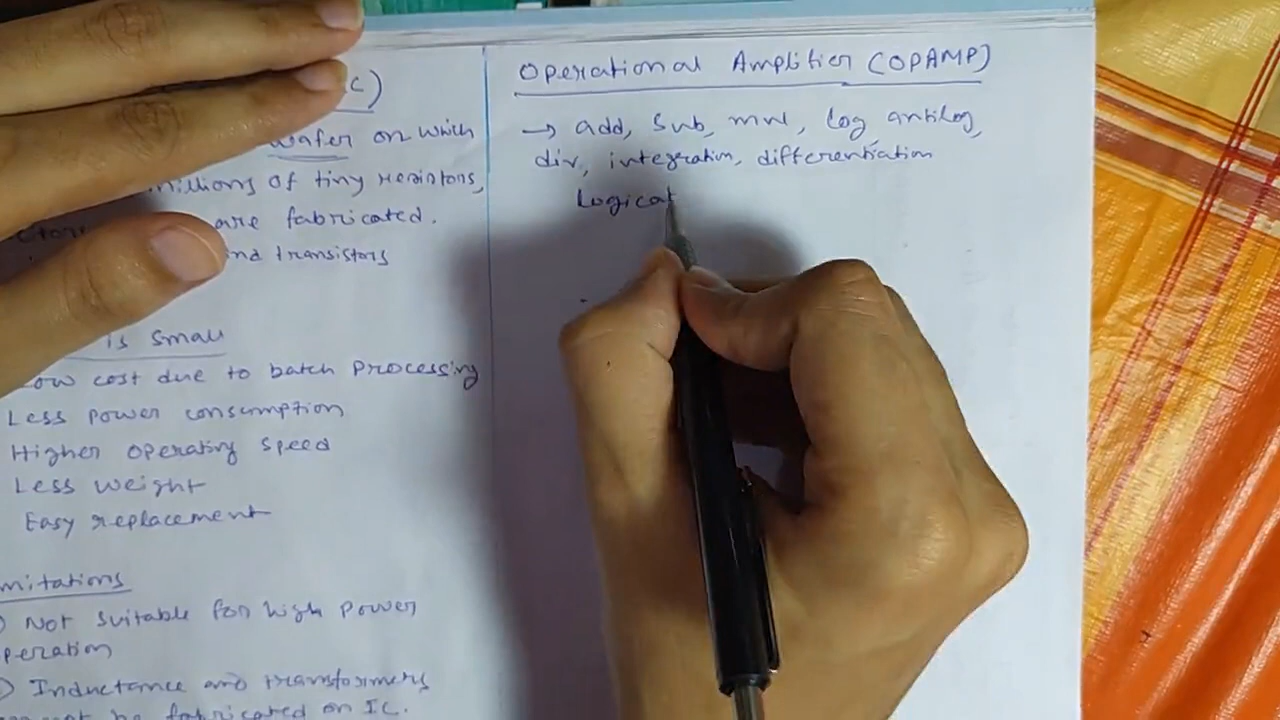 C)
wafer on which
millions of tiny resistors,
are fabricated.
and transistors
is small
Low cost due to batch processing
Less power consumption
Higher operating speed
Less weight
Easy replacement
mitations
Not suitable for high power
peration
Inductance and transformers
be fabricated on IC.
Operational Amplifier (OPAMP)
→ add, sub, mul, log antilog,
div, integration, differentiation
Logical